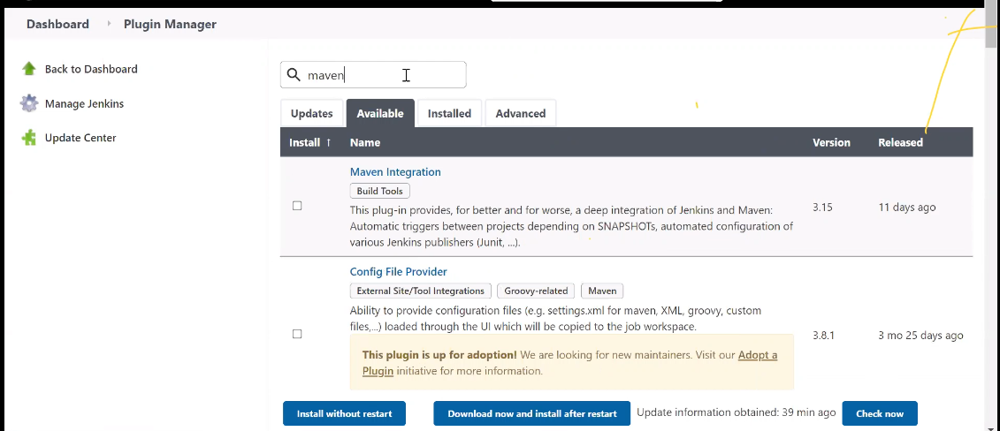 Dashboard Plugin Manager
Back to Dashboard
Manage Jenkins
Update Center
maven
Updates Available Installed Advanced
Install ↑ Name Version Released
Maven Integration
Build Tools
This plug-in provides, for better and for worse, a deep integration of Jenkins and Maven:
Automatic triggers between projects depending on SNAPSHOTs, automated configuration of
various Jenkins publishers (Junit, ...).
3.15 11 days ago
Config File Provider
External Site/Tool Integrations Groovy-related Maven
Ability to provide configuration files (e.g. settings.xml for maven, XML, groovy, custom
files,...) loaded through the UI which will be copied to the job workspace.
3.8.1 3 mo 25 days ago
This plugin is up for adoption! We are looking for new maintainers. Visit our Adopt a
Plugin initiative for more information.
Install without restart Download now and install after restart Update information obtained: 39 min ago Check now